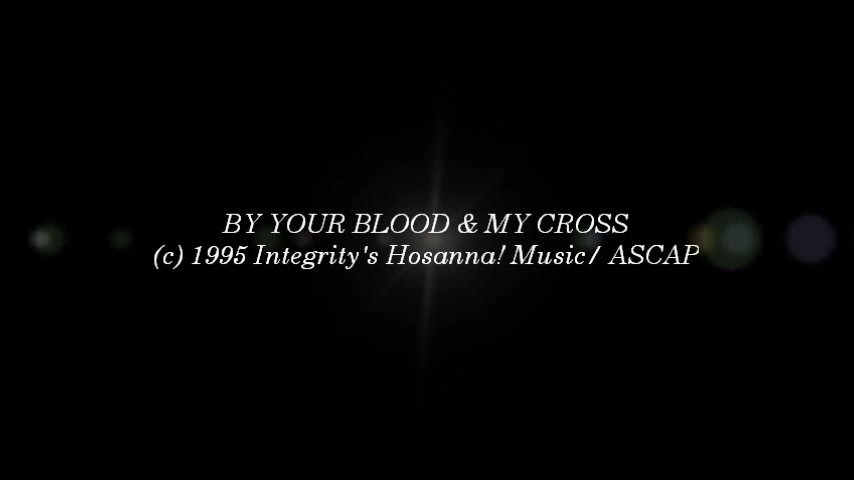 BY YOUR BLOOD & MY CROSS
(c) 1995 Integrity's Hosanna! Music/ ASCAP